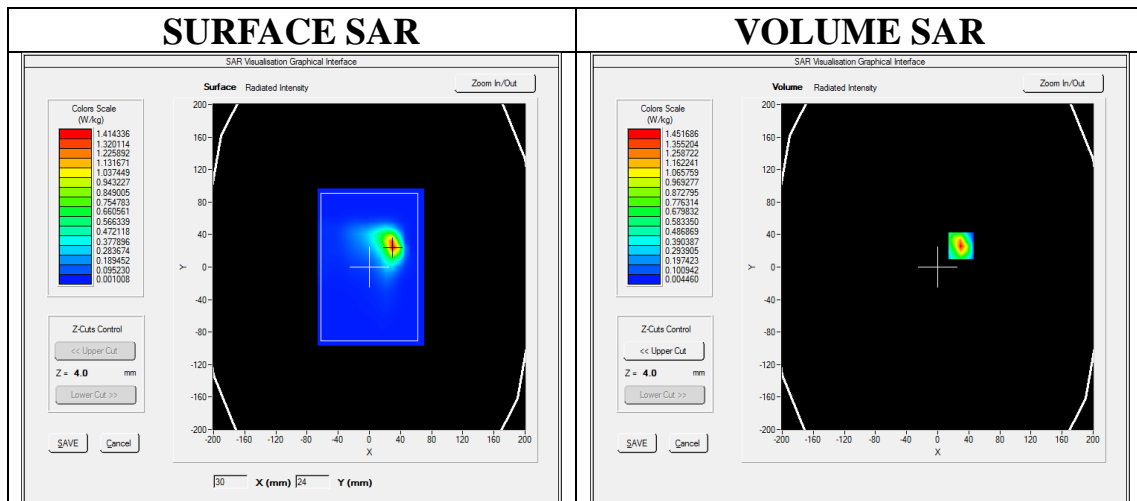 SURFACE SAR
SAR Visualisation Graphical Interface
Surface Radiated Intensity
Zoom In/Out
Colors Scale
(W/kg)
1.414336
1.320114
1.225892
1.131671
1.037449
0.943227
0.849005
0.754783
0.660561
0.566339
0.472118
0.377896
0.283674
0.189452
0.095230
0.001008
200
160
120
80
40
0
-40
-80
-120
-160
-200
Y
-200 -160 -120 -80 -40 0 40 80 120 160 200
X
Z-Cuts Control
<< Upper Cut
Z = 4.0 mm
Lower Cut >>
SAVE Cancel
30 X (mm) 24 Y (mm)
VOLUME SAR
SAR Visualisation Graphical Interface
Volume Radiated Intensity
Zoom In/Out
Colors Scale
(W/kg)
1.451686
1.355204
1.258722
1.162241
1.065759
0.969277
0.872795
0.776314
0.679832
0.583350
0.486869
0.390387
0.293905
0.197423
0.100942
0.004460
200
160
120
80
40
0
-40
-80
-120
-160
-200
Y
-200 -160 -120 -80 -40 0 40 80 120 160 200
X
Z-Cuts Control
<< Upper Cut
Z = 4.0 mm
Lower Cut >>
SAVE Cancel